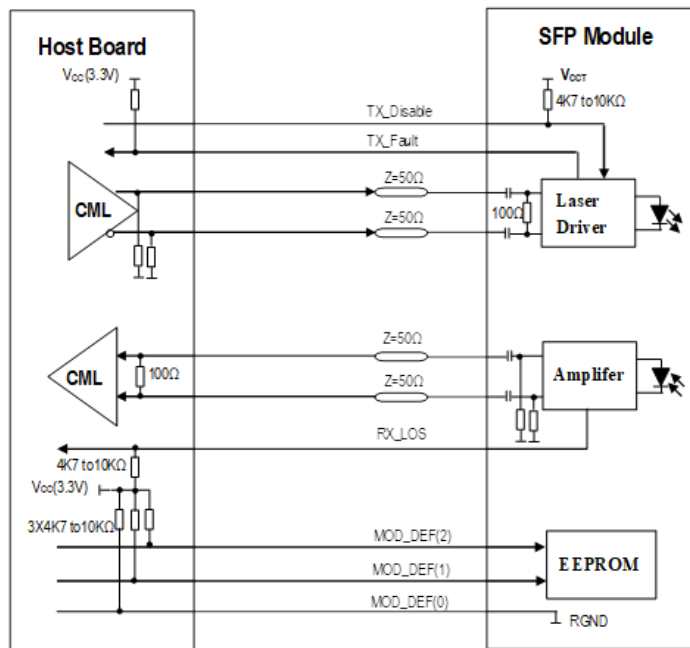 Host Board
SFP Module
VCC(3.3V)
VCCT
4K7 to10KΩ
TX_Disable
TX_Fault
Z=50Ω
CML
100Ω
Laser
Driver
Z=50Ω
Z=50Ω
CML
100Ω
Z=50Ω
Amplifer
RX_LOS
4K7 to10KΩ
VCC(3.3V)
3X4K7 to10KΩ
MOD_DEF(2)
EEPROM
MOD_DEF(1)
MOD_DEF(0)
RGND